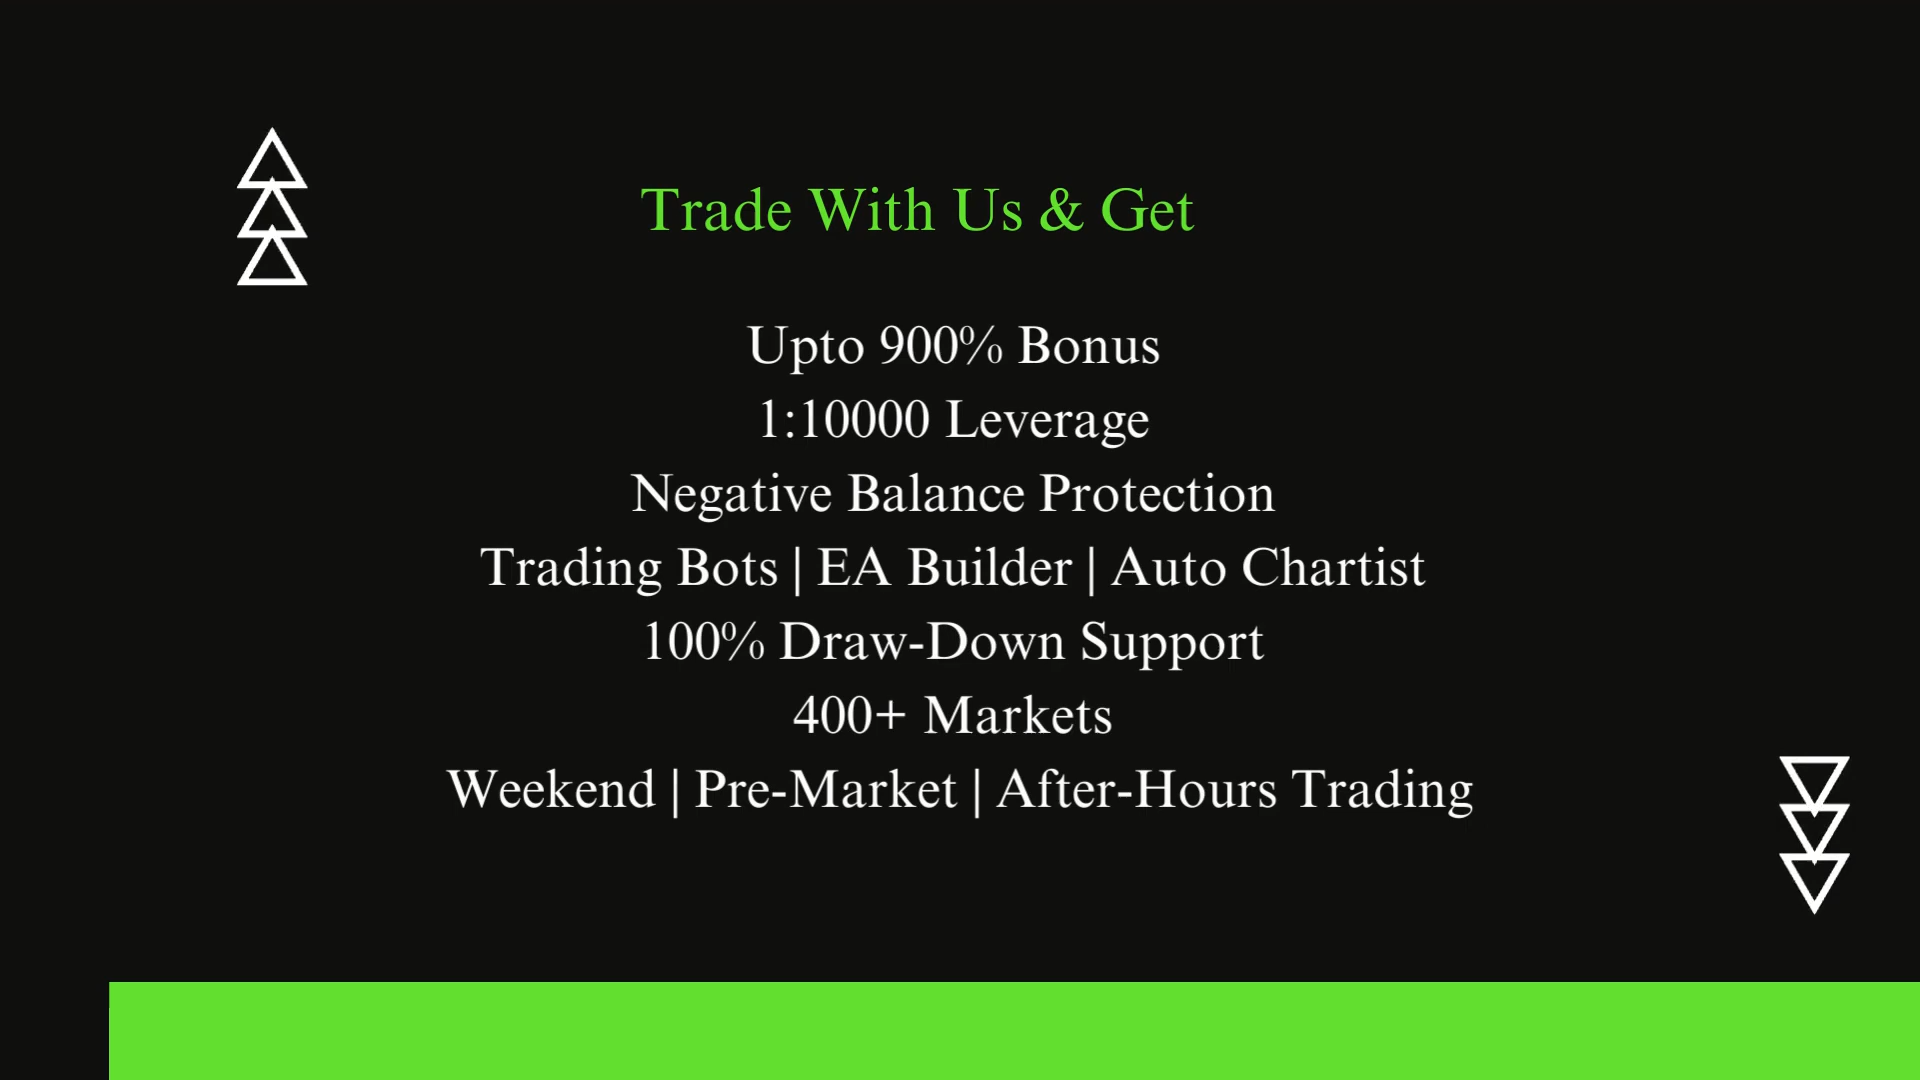 Trade With Us & Get
Upto 900% Bonus
1:10000 Leverage
Negative Balance Protection
Trading Bots | EA Builder | Auto Chartist
100% Draw-Down Support
400+ Markets
Weekend | Pre-Market | After-Hours Trading